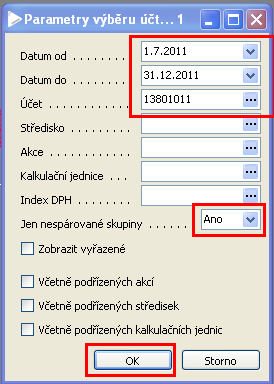 Parametry výběru účt... 1
Datum od . . . . . . . . . 1.7.2011
Datum do . . . . . . . . . 31.12.2011
Účet . . . . . . . . . . . . 13801011 ...
Středisko . . . . . . . . . ...
Akce . . . . . . . . . . . . ...
Kalkulační jednice . . . . ...
Index DPH . . . . . . . . ...
Jen nespárované skupiny . . . . Ano
Zobrazit vyřazené
Včetně podřízených akcí
Včetně podřízených středisek
Včetně podřízených kalkulačních jednic
OK Storno